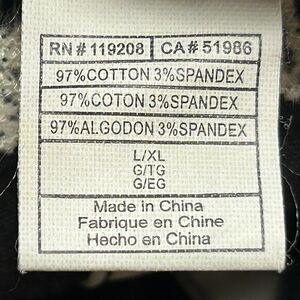 RN # 119208 CA # 51986
97%COTTON 3%SPANDEX
97%COTON 3%SPANDEX
97%ALGODON 3%SPANDEX
L/XL
G/TG
G/EG
Made in China
Fabrique en Chine
Hecho en China